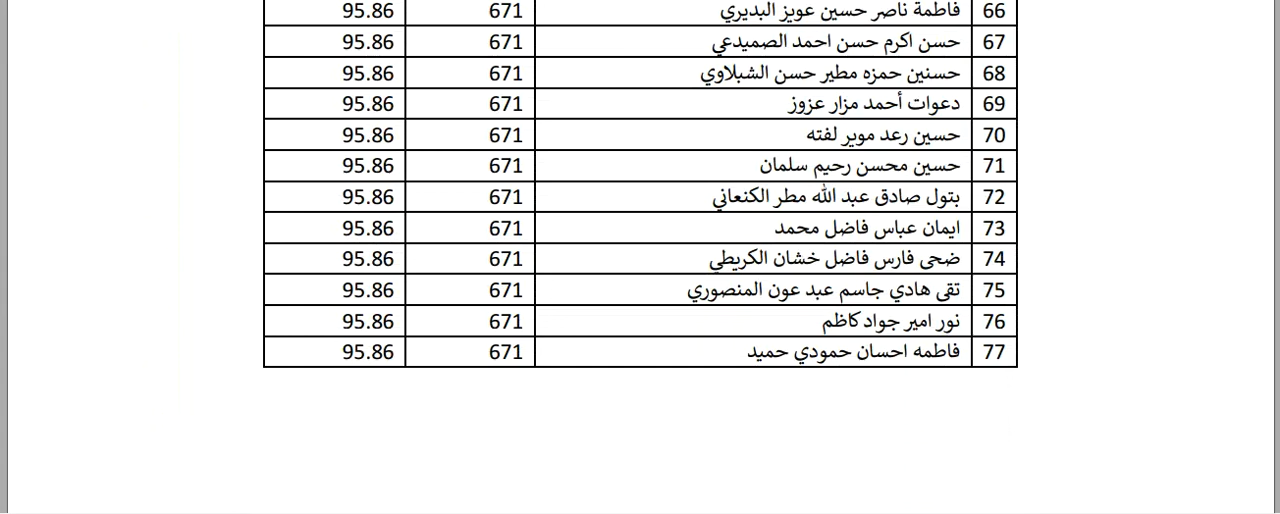 66 فاطمة ناصر حسين عويز البديري 671 95.86
67 حسن اكرم حسن احمد الصميدعي 671 95.86
68 حسنين حمزه مطير حسن الشبلاوي 671 95.86
69 دعوات أحمد مزار عزوز 671 95.86
70 حسين رعد موير لفته 671 95.86
71 حسين محسن رحيم سلمان 671 95.86
72 بتول صادق عبد الله مطر الكنعاني 671 95.86
73 ايمان عباس فاضل محمد 671 95.86
74 ضحى فارس فاضل خشان الكريطي 671 95.86
75 تقى هادي جاسم عبد عون المنصوري 671 95.86
76 نور امير جواد كاظم 671 95.86
77 فاطمه احسان حمودي حميد 671 95.86